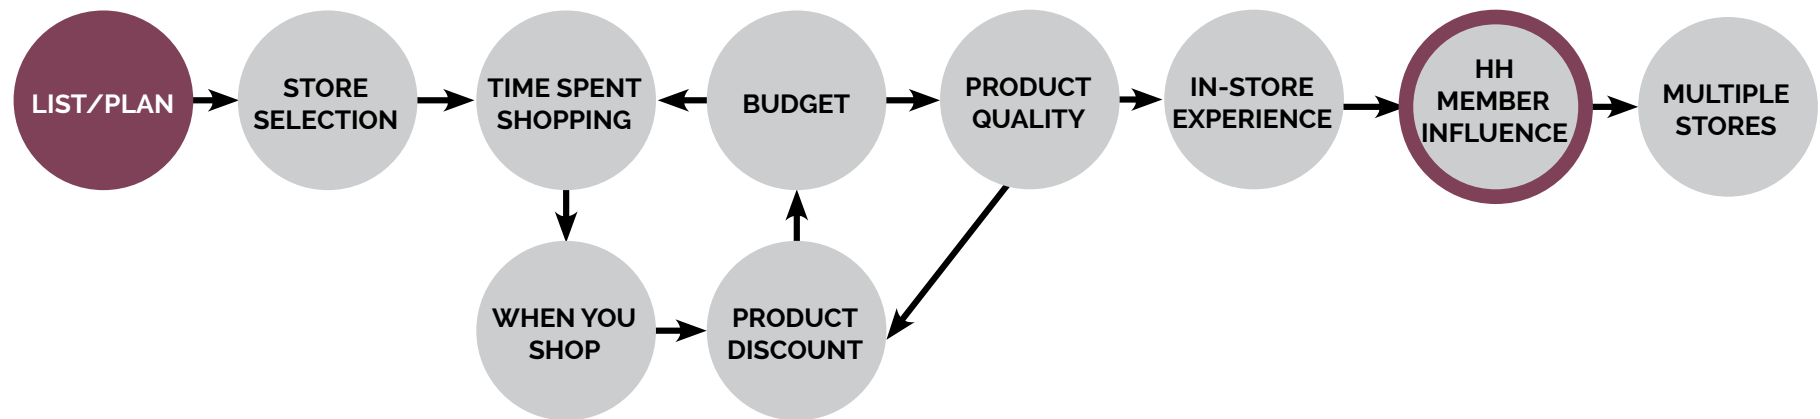 LIST/PLAN
STORE
SELECTION
TIME SPENT
SHOPPING
BUDGET
PRODUCT
QUALITY
IN-STORE
EXPERIENCE
HH
MEMBER
INFLUENCE
MULTIPLE
STORES
WHEN YOU
SHOP
PRODUCT
DISCOUNT